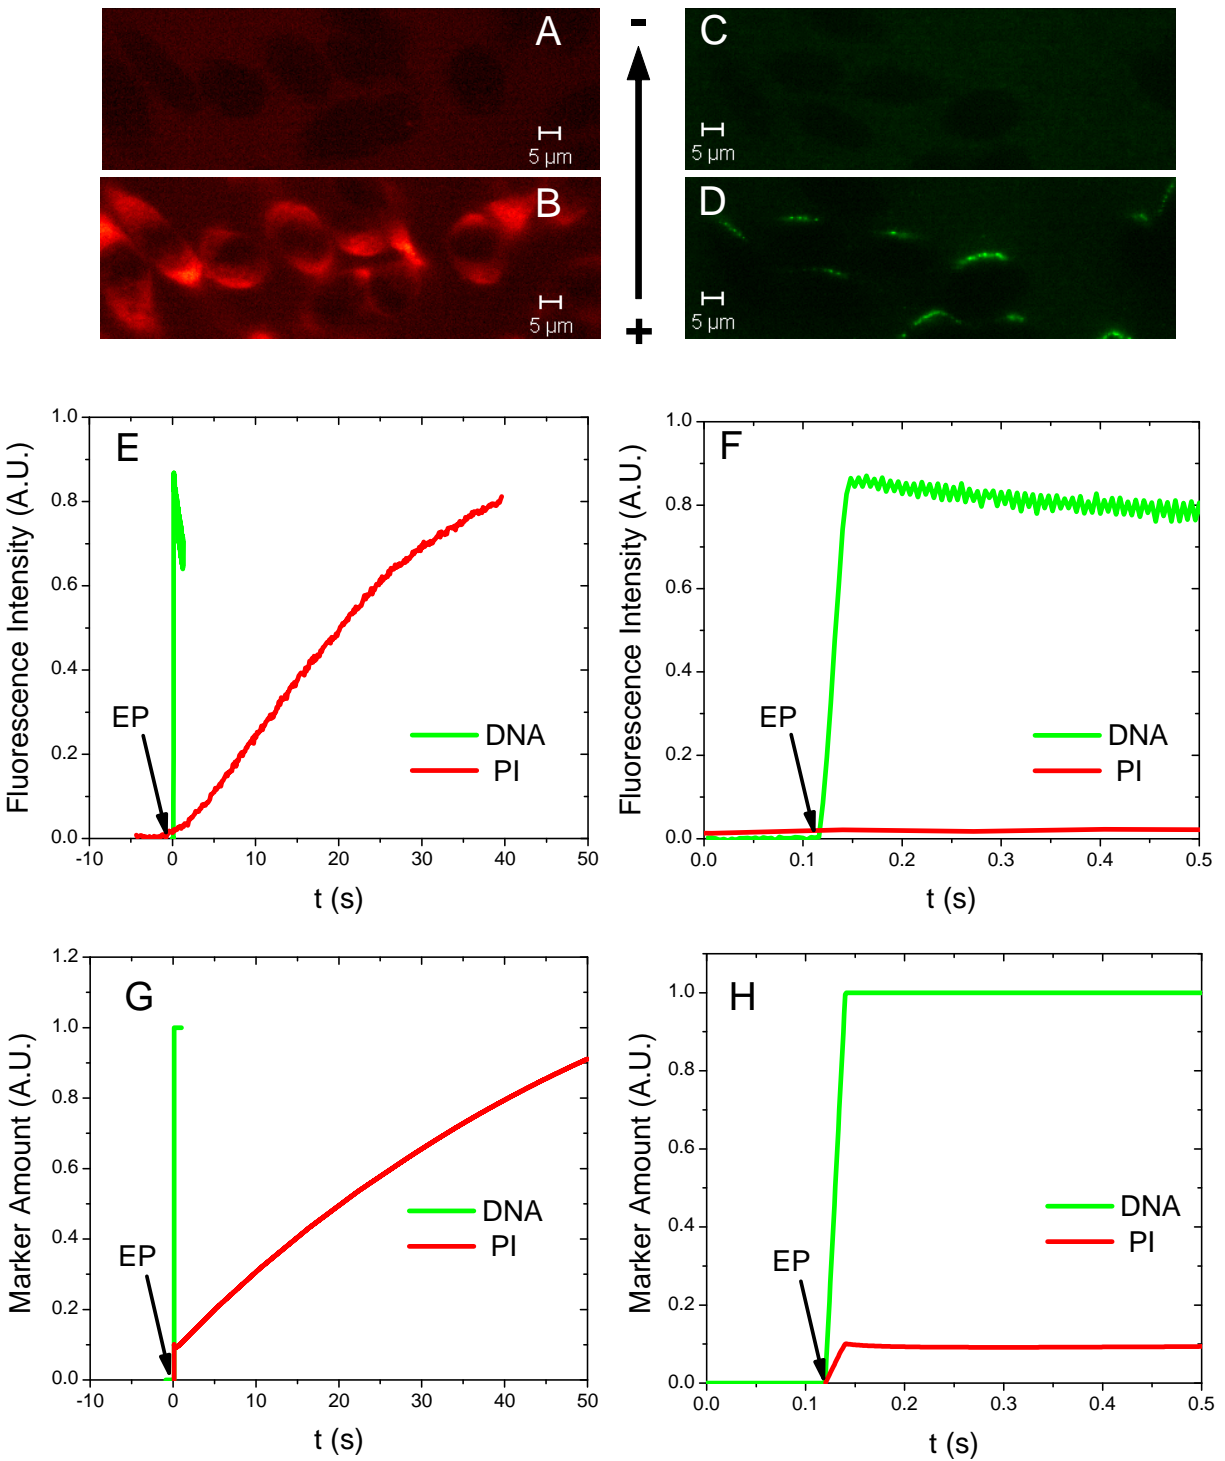 A
5 µm
B
5 µm
-
+
C
5 µm
D
5 µm
E
Fluorescence Intensity (A.U.)
1.0
0.8
0.6
0.4
0.2
0.0
EP
DNA
PI
-10 0 10 20 30 40 50
t (s)
F
Fluorescence Intensity (A.U.)
1.0
0.8
0.6
0.4
0.2
0.0
EP
DNA
PI
0.0 0.1 0.2 0.3 0.4 0.5
t (s)
G
Marker Amount (A.U.)
1.2
1.0
0.8
0.6
0.4
0.2
0.0
EP
DNA
PI
-10 0 10 20 30 40 50
t (s)
H
Marker Amount (A.U.)
1.0
0.8
0.6
0.4
0.2
0.0
EP
DNA
PI
0.0 0.1 0.2 0.3 0.4 0.5
t (s)